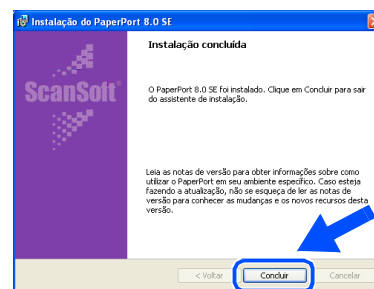 Instalação do PaperPort 8.0 SE
Instalação concluída
ScanSoft
O PaperPort 8.0 SE foi instalado. Clique em Concluir para sair
do assistente de instalação.
Leia as notas de versão para obter informações sobre como
utilizar o PaperPort em seu ambiente específico. Caso esteja
fazendo a atualização, não se esqueça de ler as notas de
versão para conhecer as mudanças e os novos recursos desta
versão.
< Voltar Concluir Cancelar